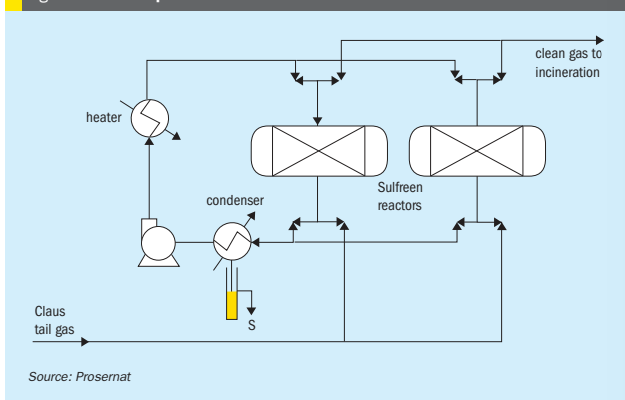 clean gas to
incineration
heater
Sulfreen
reactors
condenser
Claus
tail gas
S
Source: Prosernat